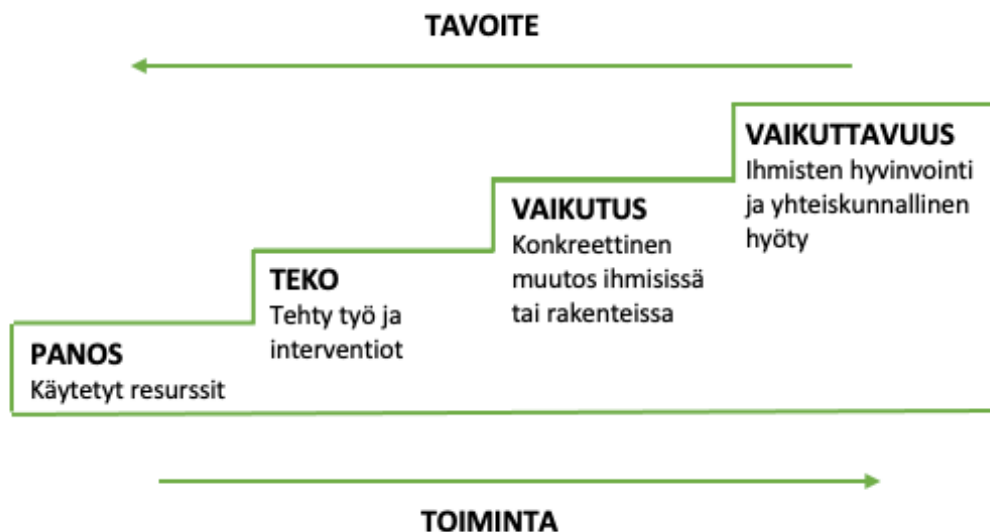 TAVOITE
PANOS
Käytetyt resurssit
TEKO
Tehty työ ja
interventiot
VAIKUTUS
Konkreettinen
muutos ihmisissä
tai rakenteissa
VAIKUTTAVUUS
Ihmisten hyvinvointi
ja yhteiskunnallinen
hyöty
TOIMINTA